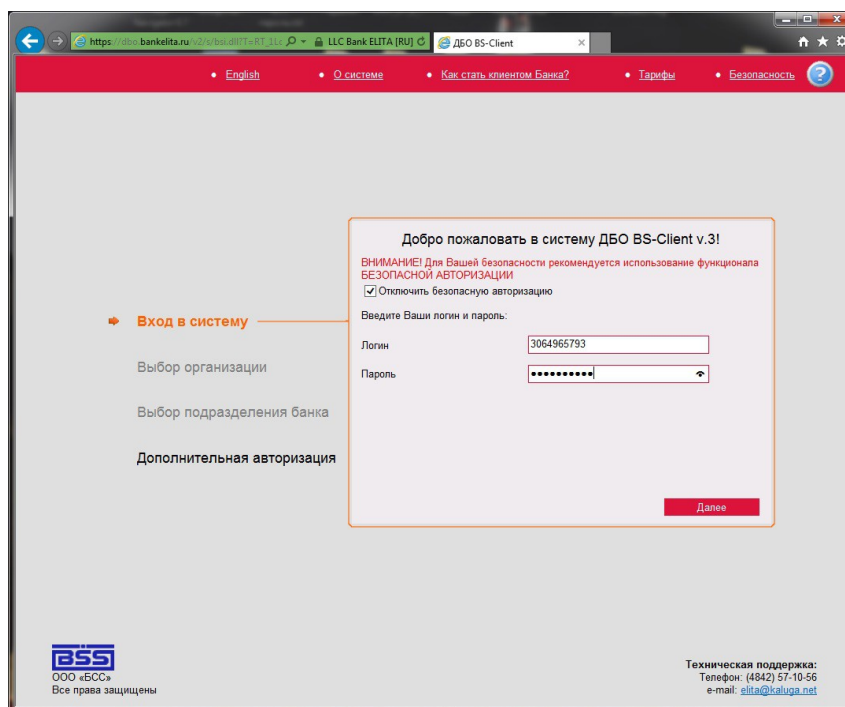 https://dbo.bankelita.ru/v2/s/bsi.dll?T=RT_1Lc
LLC Bank ELITA [RU]
ДБО BS-Client
English
О системе
Как стать клиентом Банка?
Тарифы
Безопасность
Добро пожаловать в систему ДБО BS-Client v.3!
ВНИМАНИЕ! Для Вашей безопасности рекомендуется использование функционала
БЕЗОПАСНОЙ АВТОРИЗАЦИИ
Отключить безопасную авторизацию
Введите Ваши логин и пароль:
Логин
3064965793
Пароль
Вход в систему
Выбор организации
Выбор подразделения банка
Дополнительная авторизация
Далее
BSS
ООО «БСС»
Все права защищены
Техническая поддержка:
Телефон: (4842) 57-10-56
e-mail: elita@kaluga.net